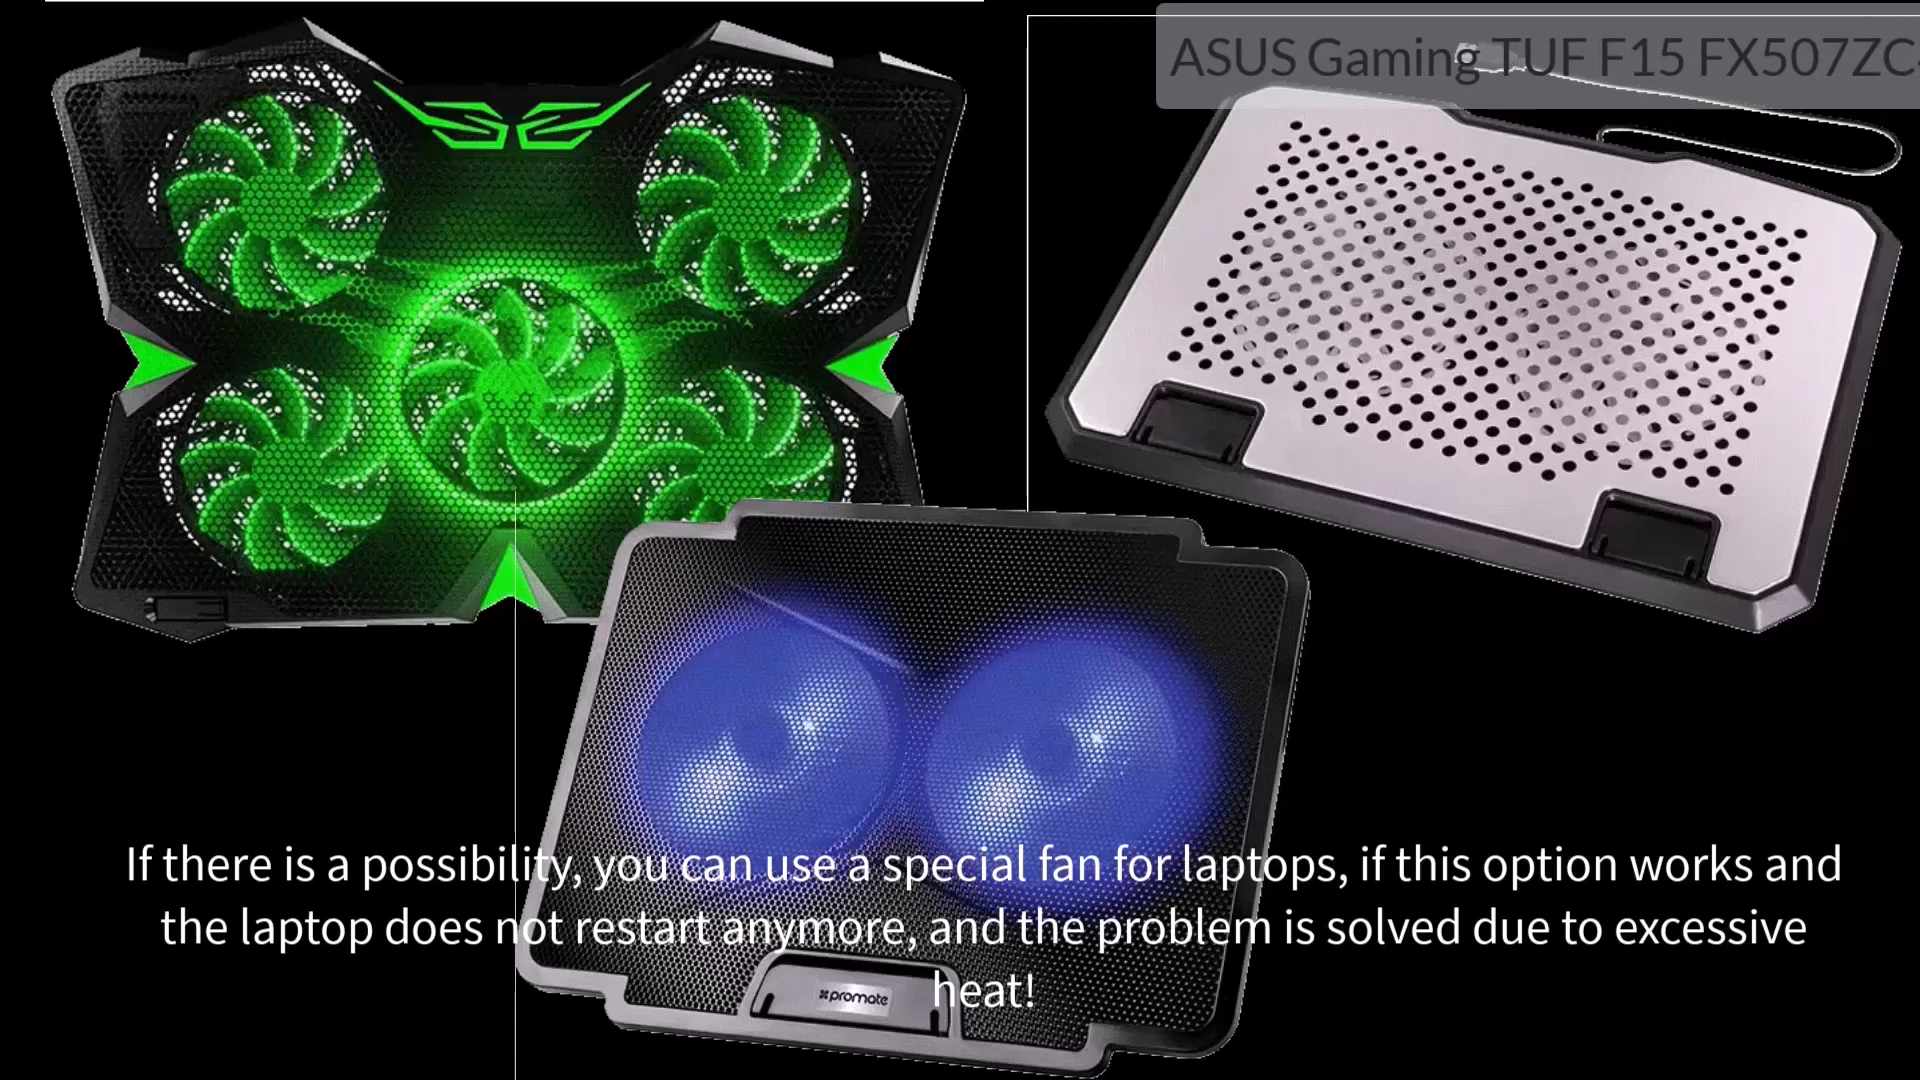 ASUS Gaming TUF F15 FX507ZC
If there is a possibility, you can use a special fan for laptops, if this option works and
the laptop does not restart anymore, and the problem is solved due to excessive
heat!
promate